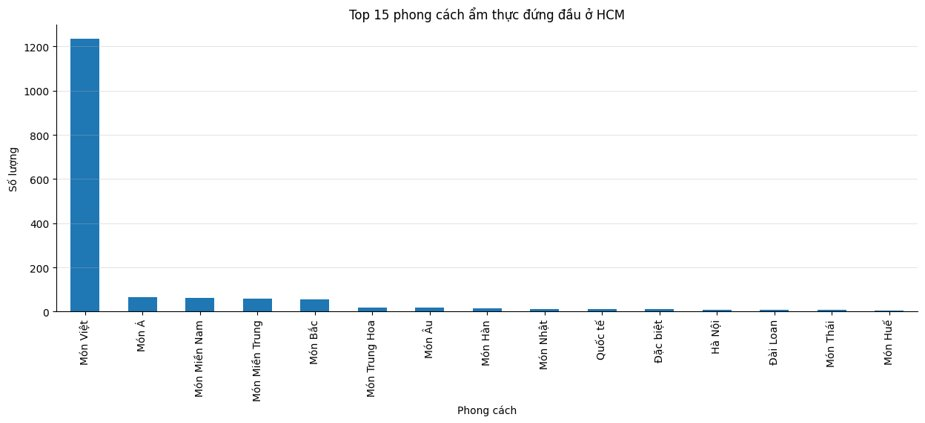 Top 15 phong cách ẩm thực đứng đầu ở HCM
Số lượng
1200
1000
800
600
400
200
0
Món Việt
Món Á
Món Miền Nam
Món Miền Trung
Món Bắc
Món Trung Hoa
Món Âu
Món Hàn
Món Nhật
Quốc tế
Đặc biệt
Hà Nội
Đài Loan
Món Thái
Món Huế
Phong cách